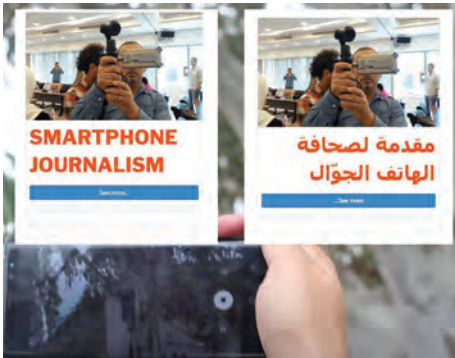 SMARTPHONE
JOURNALISM
See more...
مقدمة لصحافة
الهاتف الجوّال
...See more